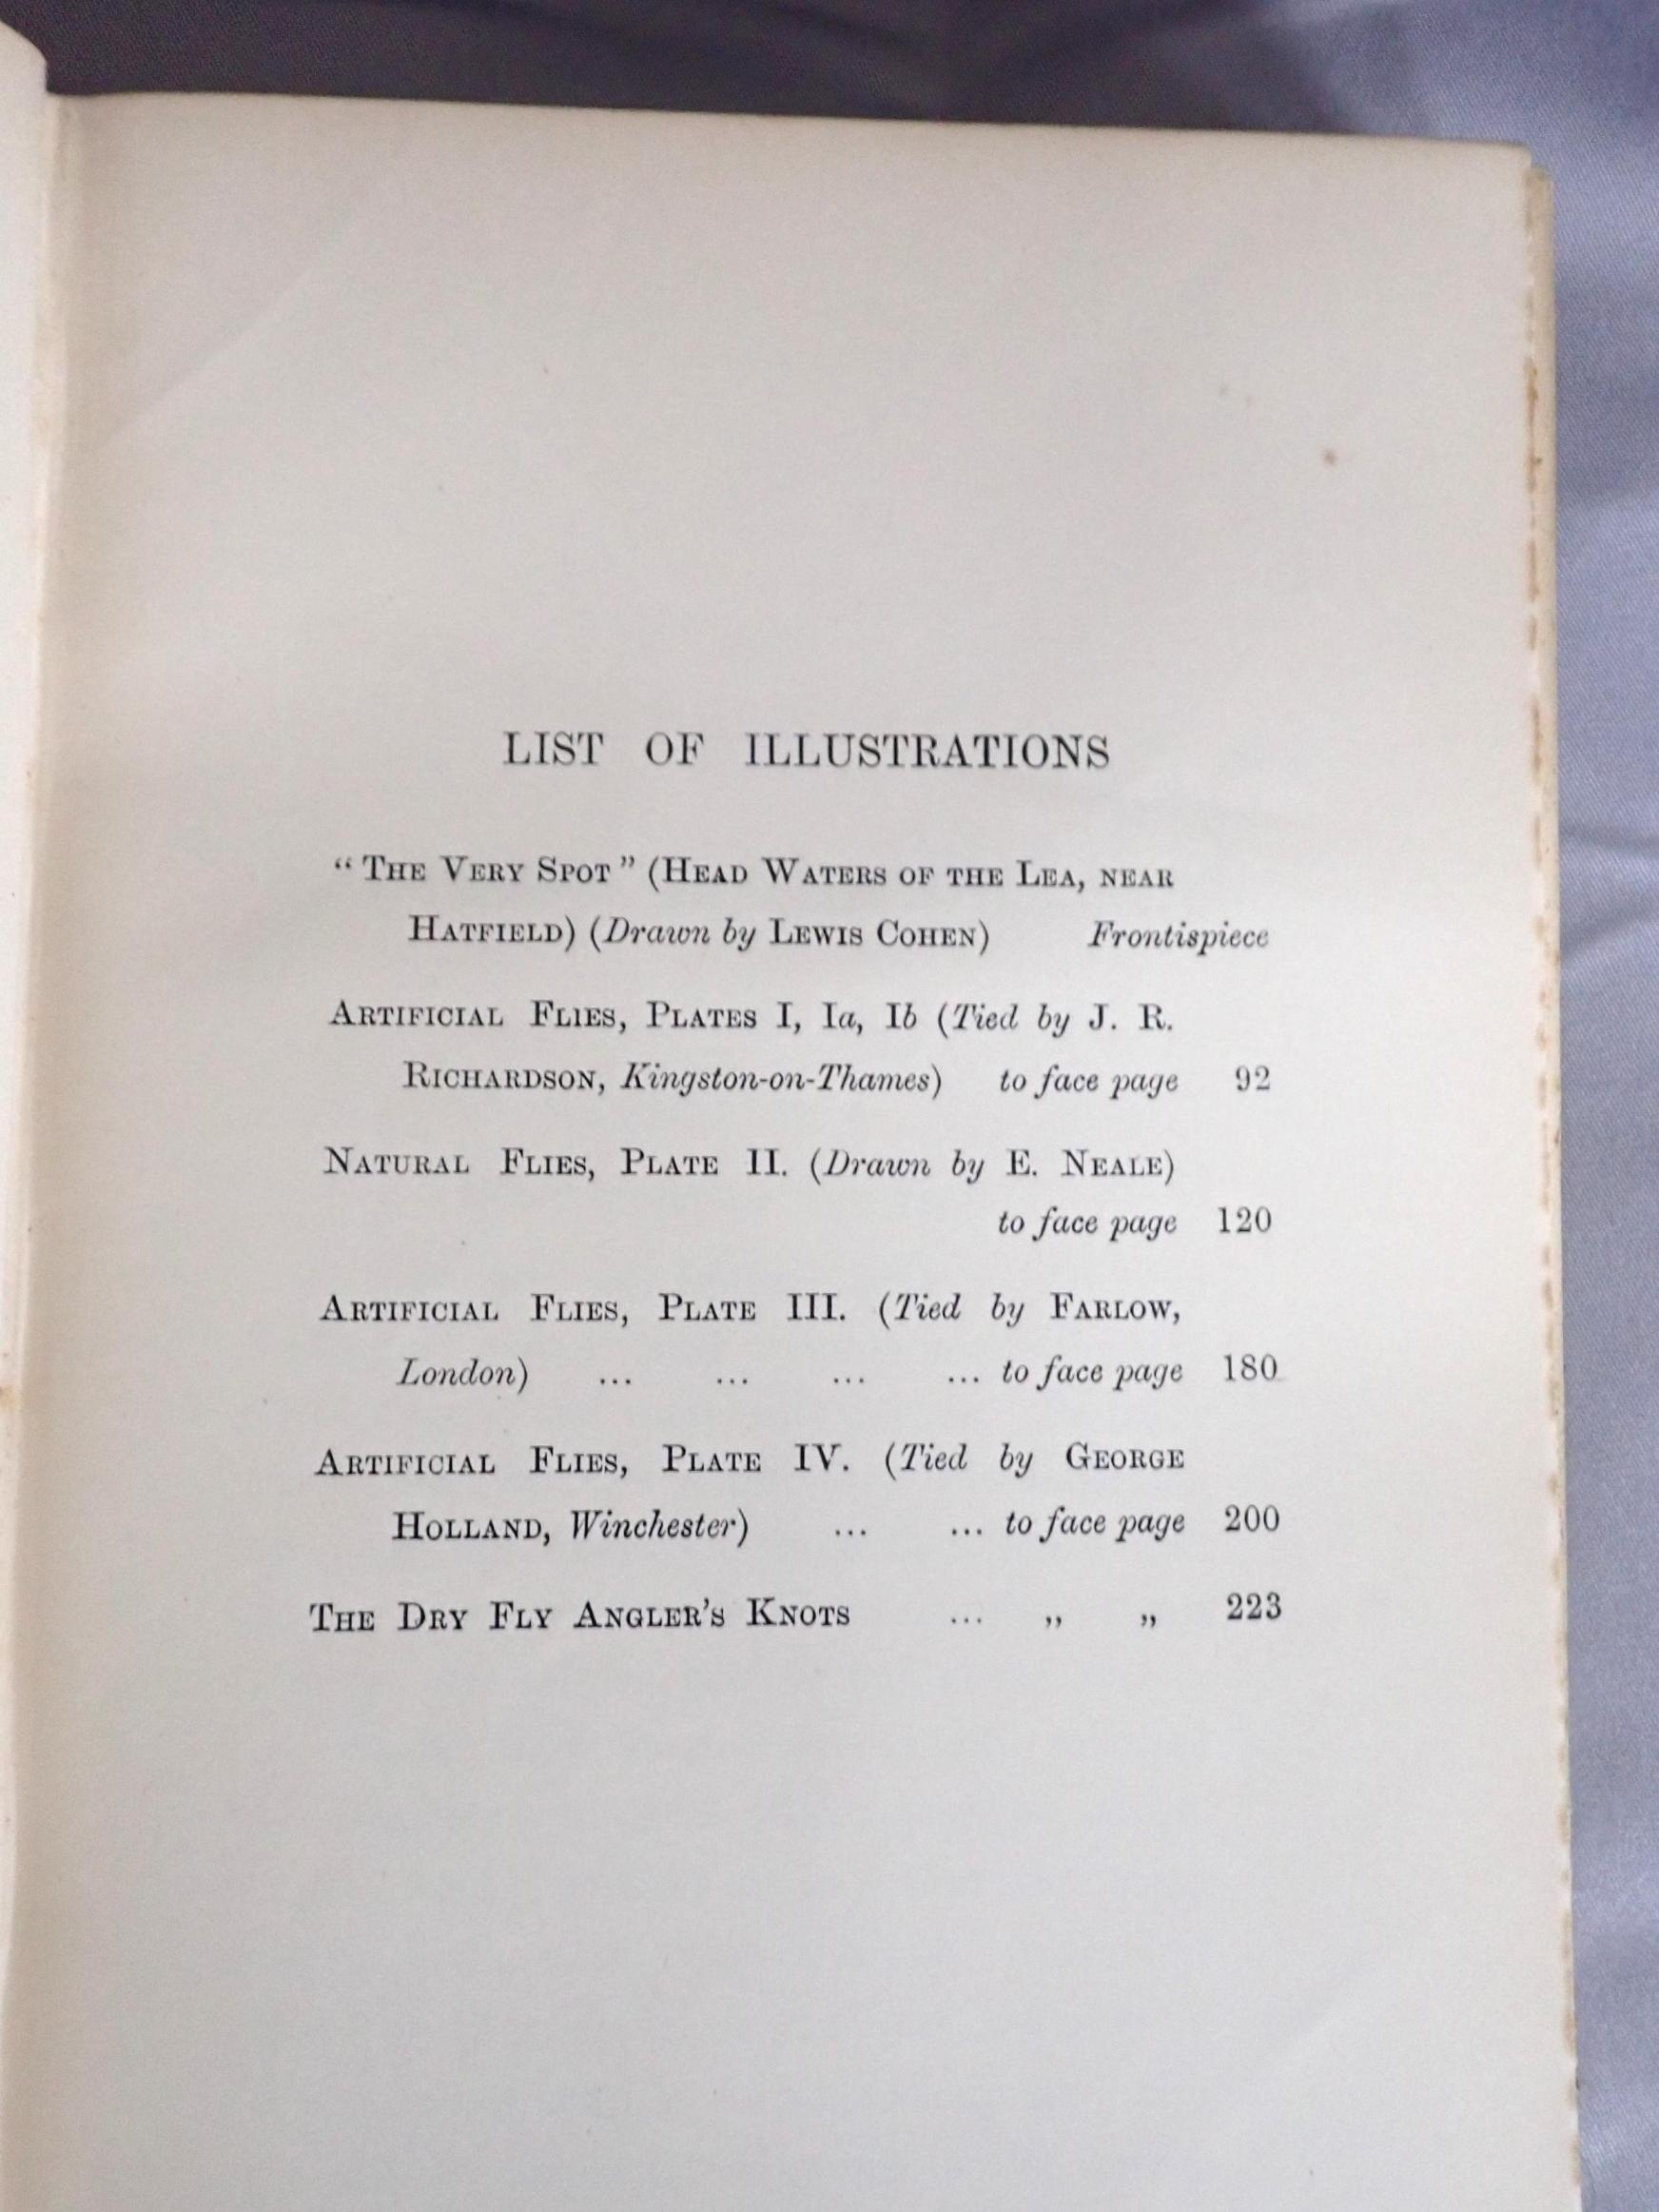 LIST OF ILLUSTRATIONS
“The Very Spot” (Head Waters of the Lea, near
Hatfield) (Drawn by Lewis Cohen) Frontispiece
Artificial Flies, Plates I, Ia, Ib (Tied by J. R.
Richardson, Kingston-on-Thames) to face page 92
Natural Flies, Plate II. (Drawn by E. Neale)
to face page 120
Artificial Flies, Plate III. (Tied by Farlow,
London) ... ... ... ... to face page 180
Artificial Flies, Plate IV. (Tied by George
Holland, Winchester) ... ... to face page 200
The Dry Fly Angler’s Knots ... „ „ 223